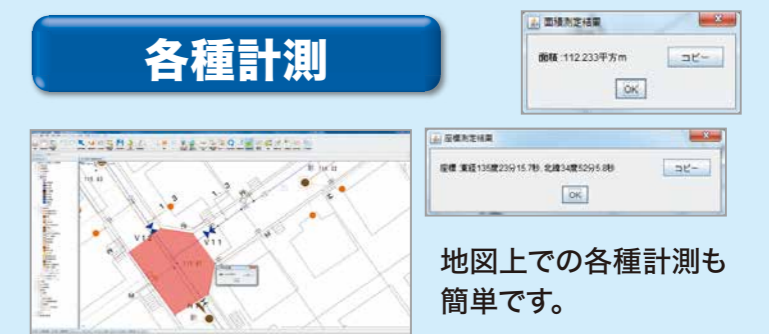 各種計測
面積測定結果
面積:112.233平方m
コピー
OK
座標測定結果
座標:東経135度23分15.7秒, 北緯34度52分5.8秒
コピー
OK
V12
V11
地図上での各種計測も
簡単です。